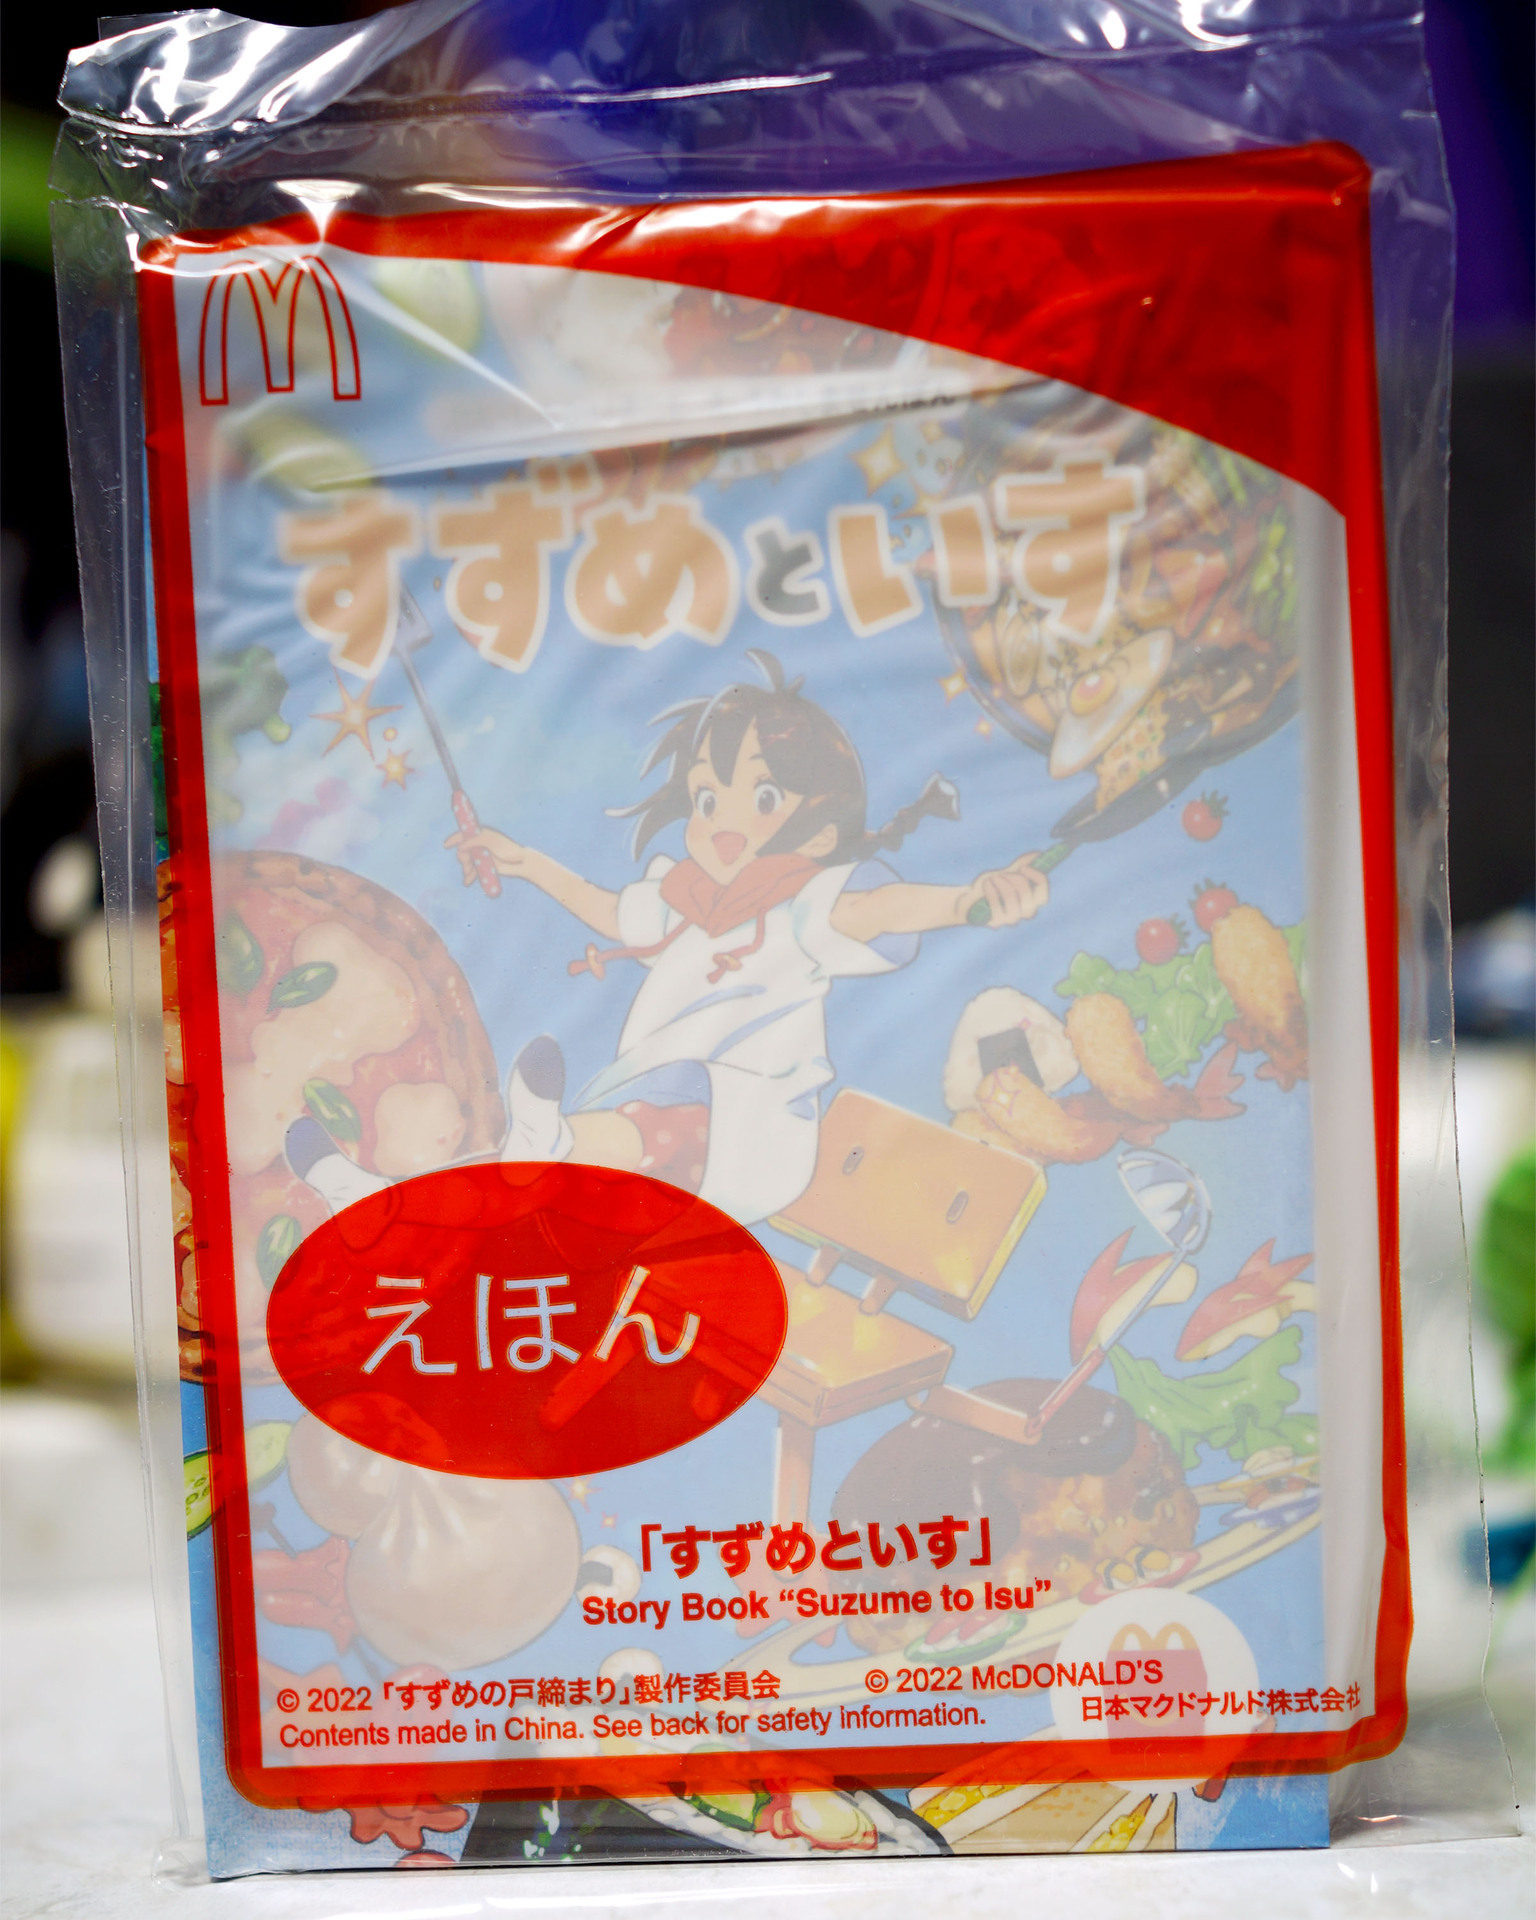 すずめといす
えほん
「すずめといす」
Story Book “Suzume to Isu”
© 2022「すずめの戸締まり」製作委員会
© 2022 McDONALD'S
日本マクドナルド株式会社
Contents made in China. See back for safety information.